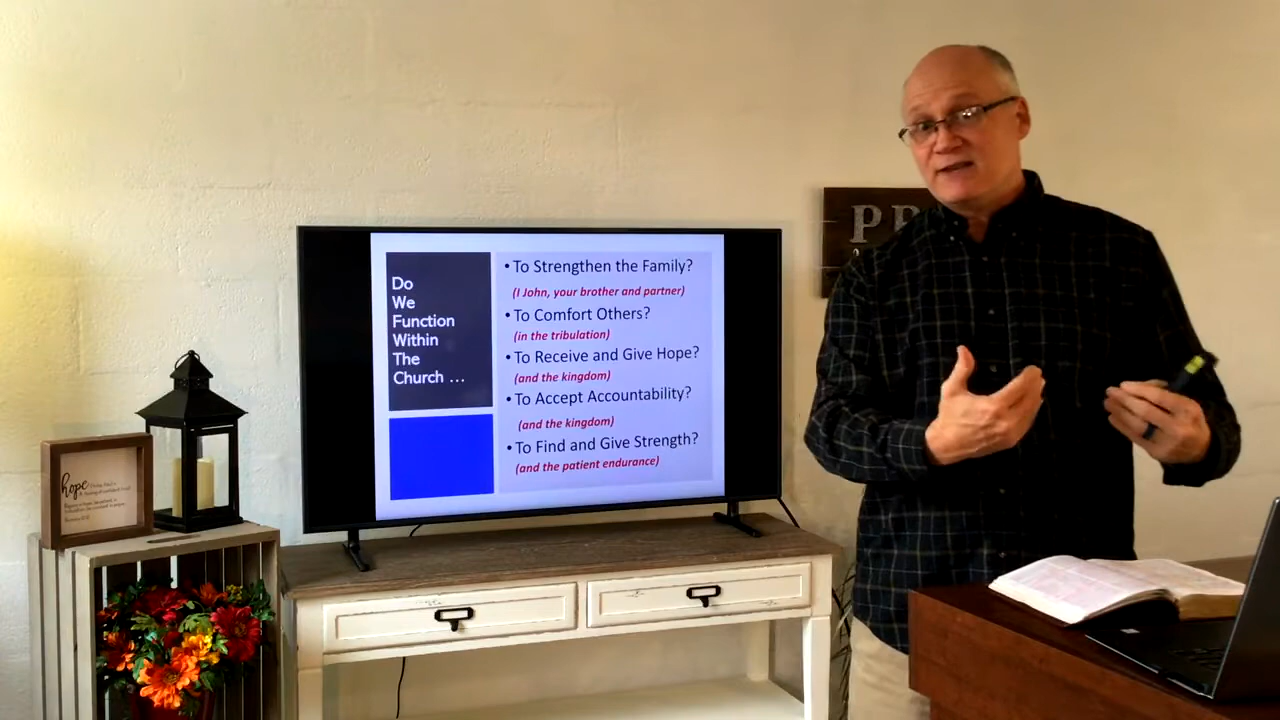 Do
We
Function
Within
The
Church ...
• To Strengthen the Family?
(I John, your brother and partner)
• To Comfort Others?
(in the tribulation)
• To Receive and Give Hope?
(and the kingdom)
• To Accept Accountability?
(and the kingdom)
• To Find and Give Strength?
(and the patient endurance)
hope